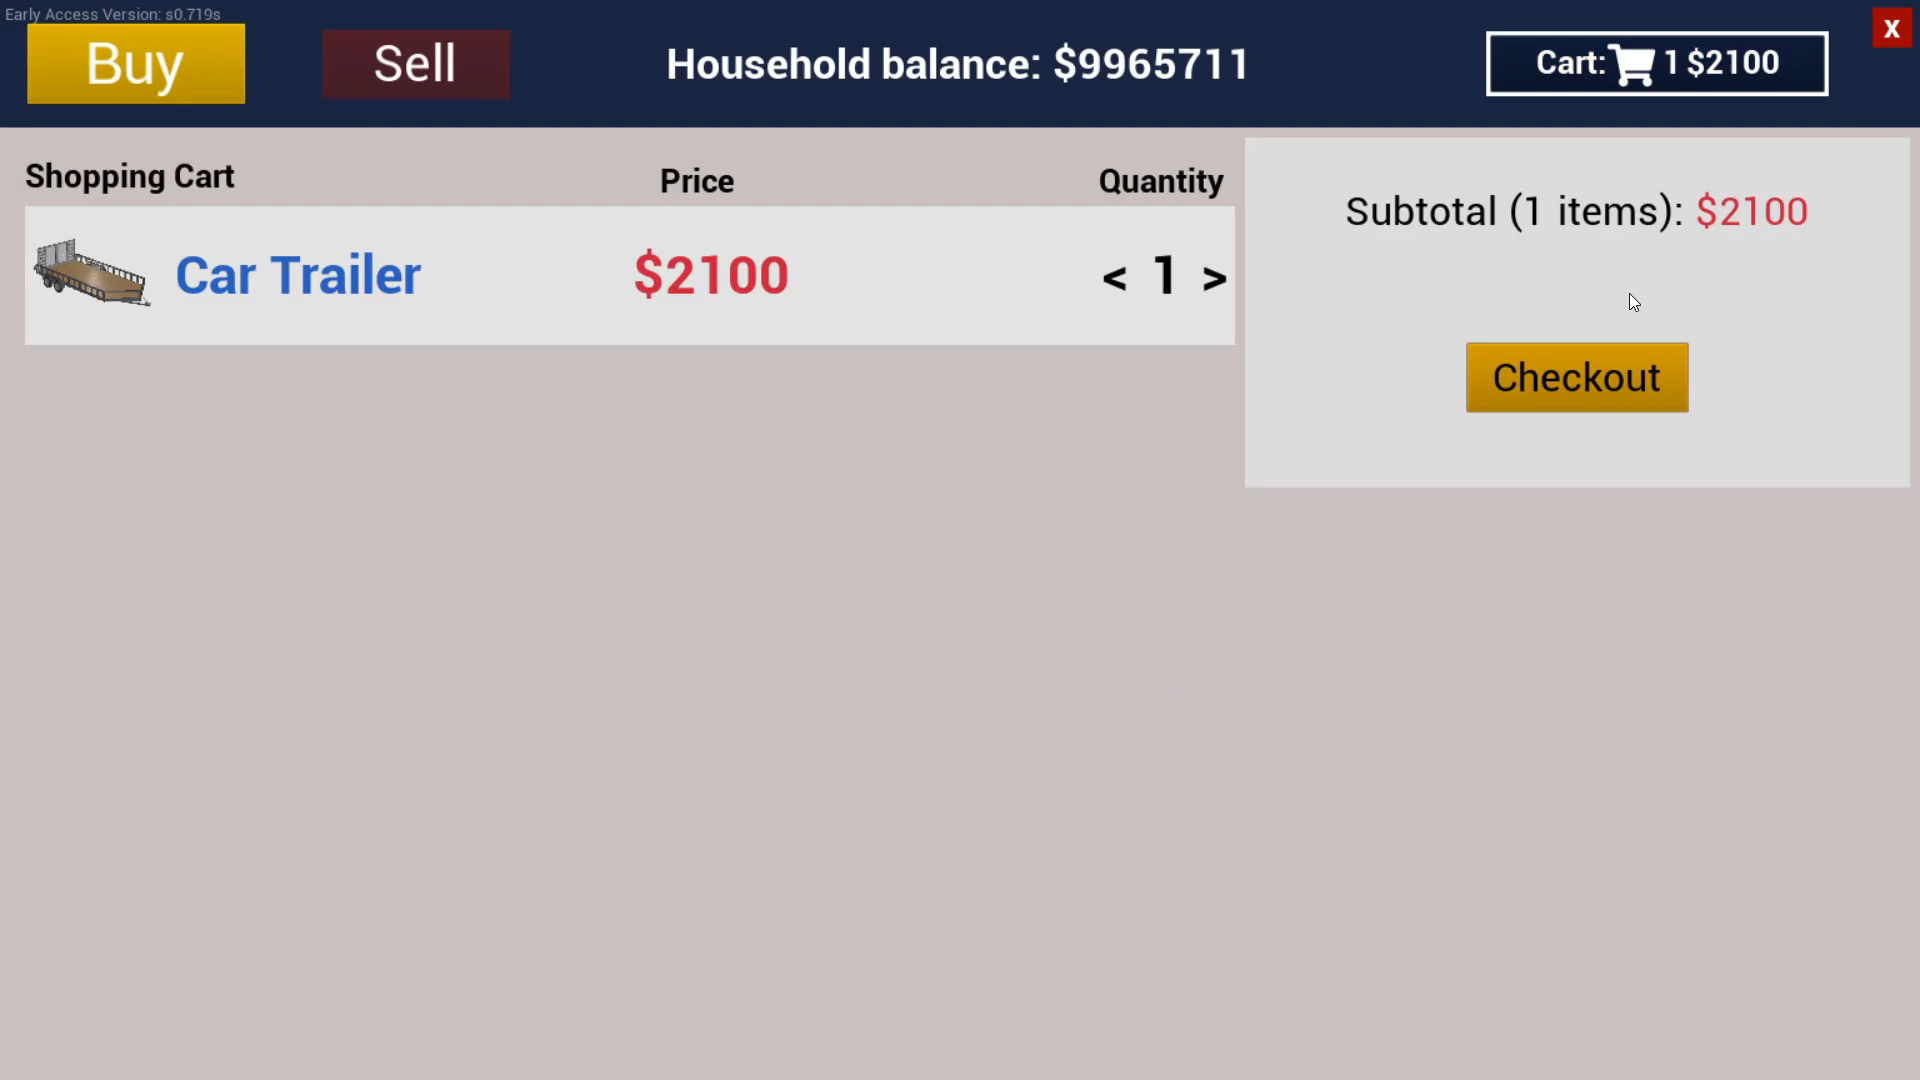 Early Access Version: s0.719s
Buy
Sell
Household balance: $9965711
Cart: 1 $2100
X
Shopping Cart
Price
Quantity
Car Trailer
$2100
< 1 >
Subtotal (1 items): $2100
Checkout